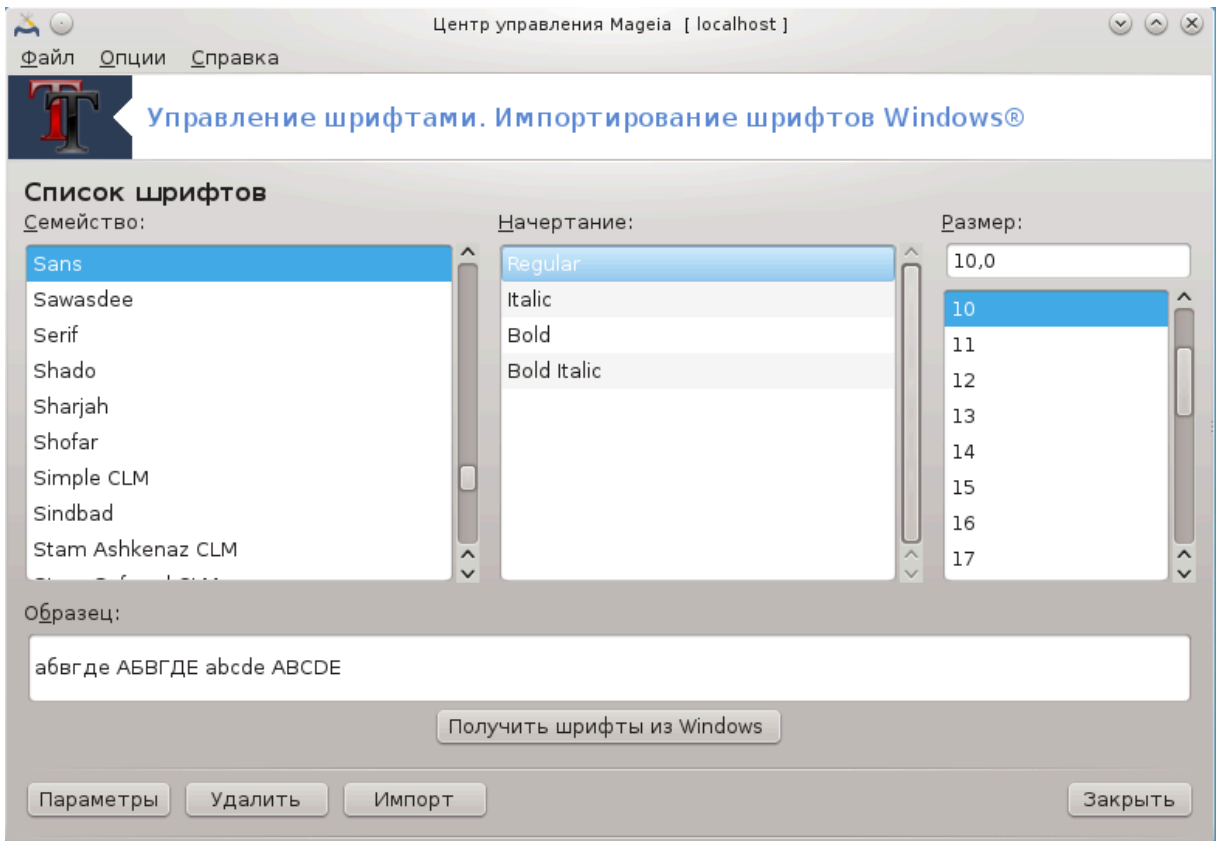 Центр управления Mageia [ localhost ]
Файл Опции Справка
Управление шрифтами. Импортирование шрифтов Windows®
Список шрифтов
Семейство: Начертание: Размер:
Sans Regular 10,0
Sawasdee Italic 10
Serif Bold 11
Shado Bold Italic 12
Sharjah 13
Shofar 14
Simple CLM 15
Sindbad 16
Stam Ashkenaz CLM 17
Образец:
абвгде АБВГДЕ abcde ABCDE
Получить шрифты из Windows
Параметры Удалить Импорт Закрыть